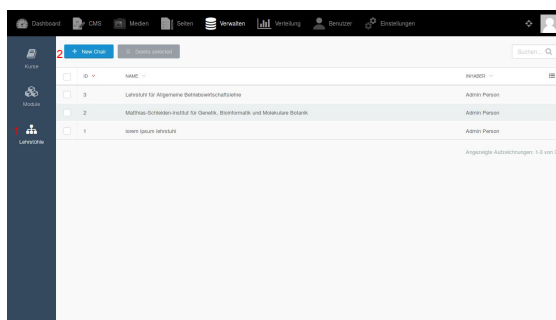 Dashboard CMS Medien Seiten Verwalten Verteilung Benutzer Einstellungen
Kurse
Module
1
Lehrstühle
2 + New Chair Delete selected Suchen...
ID NAME INHABER
3 Lehrstuhl für Allgemeine Betriebswirtschaftslehre Admin Person
2 Matthias-Schleiden-Institut für Genetik, Bioinformatik und Molekulare Botanik Admin Person
1 lorem ipsum lehrstuhl Admin Person
Angezeigte Aufzeichnungen: 1-3 von